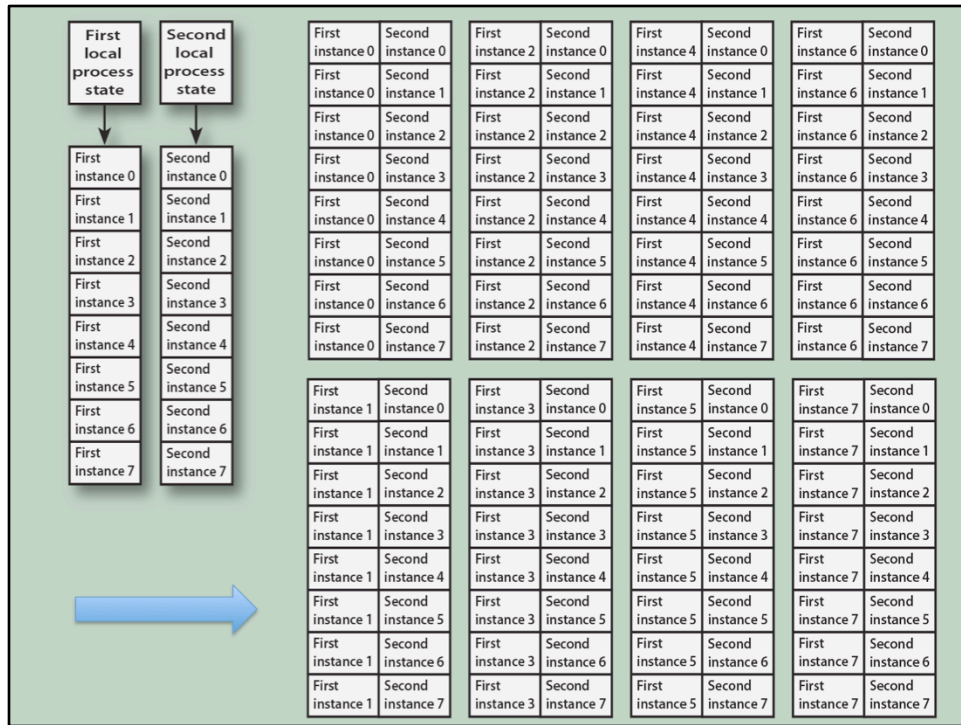 First
local
process
state
Second
local
process
state
First
instance 0
First
instance 1
First
instance 2
First
instance 3
First
instance 4
First
instance 5
First
instance 6
First
instance 7
Second
instance 0
Second
instance 1
Second
instance 2
Second
instance 3
Second
instance 4
Second
instance 5
Second
instance 6
Second
instance 7
First Second
instance 0 instance 0
First Second
instance 0 instance 1
First Second
instance 0 instance 2
First Second
instance 0 instance 3
First Second
instance 0 instance 4
First Second
instance 0 instance 5
First Second
instance 0 instance 6
First Second
instance 0 instance 7
First Second
instance 2 instance 0
First Second
instance 2 instance 1
First Second
instance 2 instance 2
First Second
instance 2 instance 3
First Second
instance 2 instance 4
First Second
instance 2 instance 5
First Second
instance 2 instance 6
First Second
instance 2 instance 7
First Second
instance 4 instance 0
First Second
instance 4 instance 1
First Second
instance 4 instance 2
First Second
instance 4 instance 3
First Second
instance 4 instance 4
First Second
instance 4 instance 5
First Second
instance 4 instance 6
First Second
instance 4 instance 7
First Second
instance 6 instance 0
First Second
instance 6 instance 1
First Second
instance 6 instance 2
First Second
instance 6 instance 3
First Second
instance 6 instance 4
First Second
instance 6 instance 5
First Second
instance 6 instance 6
First Second
instance 6 instance 7
First Second
instance 1 instance 0
First Second
instance 1 instance 1
First Second
instance 1 instance 2
First Second
instance 1 instance 3
First Second
instance 1 instance 4
First Second
instance 1 instance 5
First Second
instance 1 instance 6
First Second
instance 1 instance 7
First Second
instance 3 instance 0
First Second
instance 3 instance 1
First Second
instance 3 instance 2
First Second
instance 3 instance 3
First Second
instance 3 instance 4
First Second
instance 3 instance 5
First Second
instance 3 instance 6
First Second
instance 3 instance 7
First Second
instance 5 instance 0
First Second
instance 5 instance 1
First Second
instance 5 instance 2
First Second
instance 5 instance 3
First Second
instance 5 instance 4
First Second
instance 5 instance 5
First Second
instance 5 instance 6
First Second
instance 5 instance 7
First Second
instance 7 instance 0
First Second
instance 7 instance 1
First Second
instance 7 instance 2
First Second
instance 7 instance 3
First Second
instance 7 instance 4
First Second
instance 7 instance 5
First Second
instance 7 instance 6
First Second
instance 7 instance 7